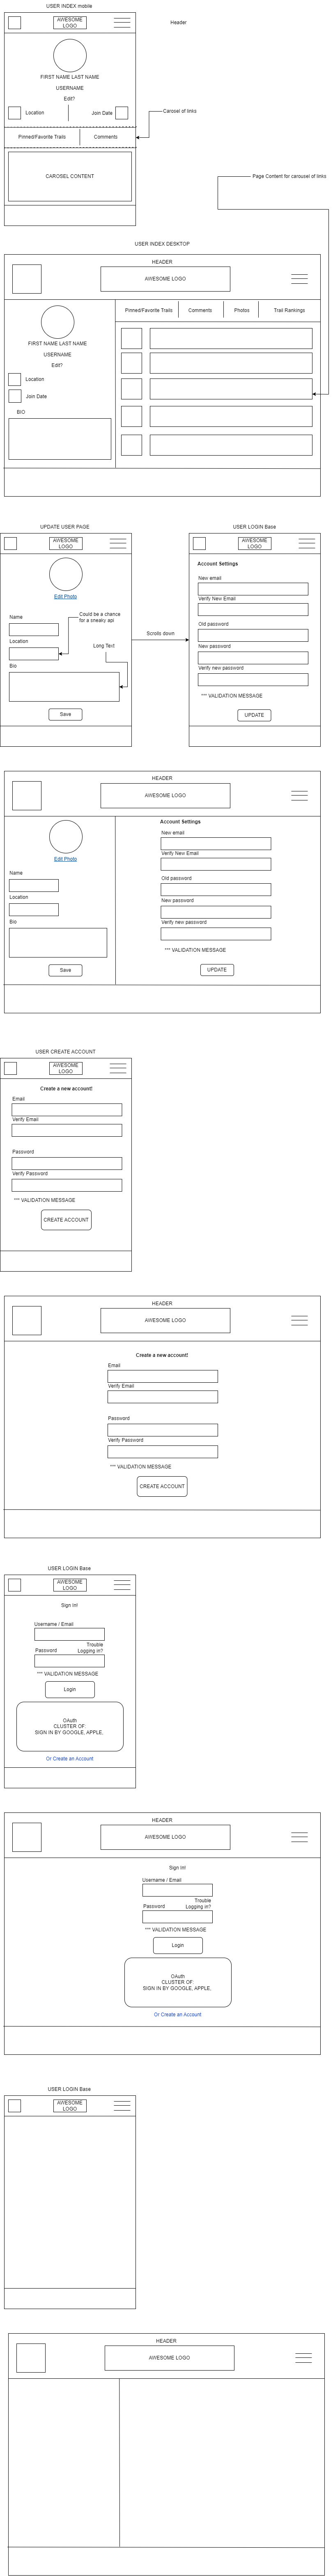 USER INDEX mobile
AWESOME
LOGO
Header
FIRST NAME LAST NAME
USERNAME
Edit?
Location
Join Date
Carosel of links
Pinned/Favorite Trails
Comments
CAROSEL CONTENT
Page Content for carousel of links
USER INDEX DESKTOP
HEADER
AWESOME LOGO
Pinned/Favorite Trails
Comments
Photos
Trail Rankings
FIRST NAME LAST NAME
USERNAME
Edit?
Location
Join Date
BIO
UPDATE USER PAGE
AWESOME
LOGO
Edit Photo
Name
Could be a chance
for a sneaky api
Location
Long Text
Bio
Save
Scrolls down
USER LOGIN Base
AWESOME
LOGO
Account Settings
New email
Verify New Email
Old password
New password
Verify new password
*** VALIDATION MESSAGE
UPDATE
HEADER
AWESOME LOGO
Edit Photo
Name
Location
Bio
Save
Account Settings
New email
Verify New Email
Old password
New password
Verify new password
*** VALIDATION MESSAGE
UPDATE
USER CREATE ACCOUNT
AWESOME
LOGO
Create a new account!
Email
Verify Email
Password
Verify Password
*** VALIDATION MESSAGE
CREATE ACCOUNT
HEADER
AWESOME LOGO
Create a new account!
Email
Verify Email
Password
Verify Password
*** VALIDATION MESSAGE
CREATE ACCOUNT
USER LOGIN Base
AWESOME
LOGO
Sign In!
Username / Email
Trouble
Password
Logging in?
*** VALIDATION MESSAGE
Login
OAuth
CLUSTER OF:
SIGN IN BY GOOGLE, APPLE,
Or Create an Account
HEADER
AWESOME LOGO
Sign In!
Username / Email
Trouble
Password
Logging in?
*** VALIDATION MESSAGE
Login
OAuth
CLUSTER OF:
SIGN IN BY GOOGLE, APPLE,
Or Create an Account
USER LOGIN Base
AWESOME
LOGO
HEADER
AWESOME LOGO